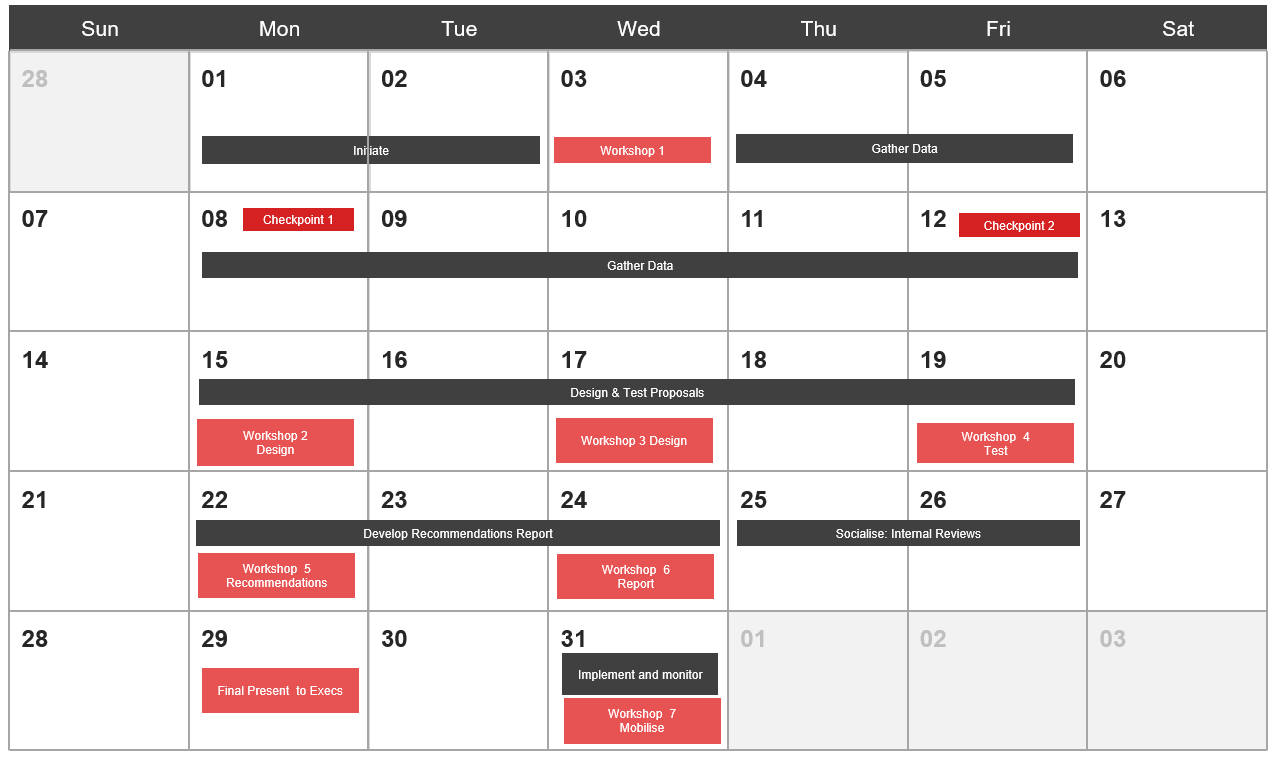 Sun Mon Tue Wed Thu Fri Sat
28 01 02 03 04 05 06
Initiate Workshop 1 Gather Data
07 08 Checkpoint 1 09 10 11 12 Checkpoint 2 13
Gather Data
14 15 16 17 18 19 20
Design & Test Proposals
Workshop 2
Design
Workshop 3 Design
Workshop 4
Test
21 22 23 24 25 26 27
Develop Recommendations Report Socialise: Internal Reviews
Workshop 5
Recommendations
Workshop 6
Report
28 29 30 31 01 02 03
Final Present to Execs
Implement and monitor
Workshop 7
Mobilise